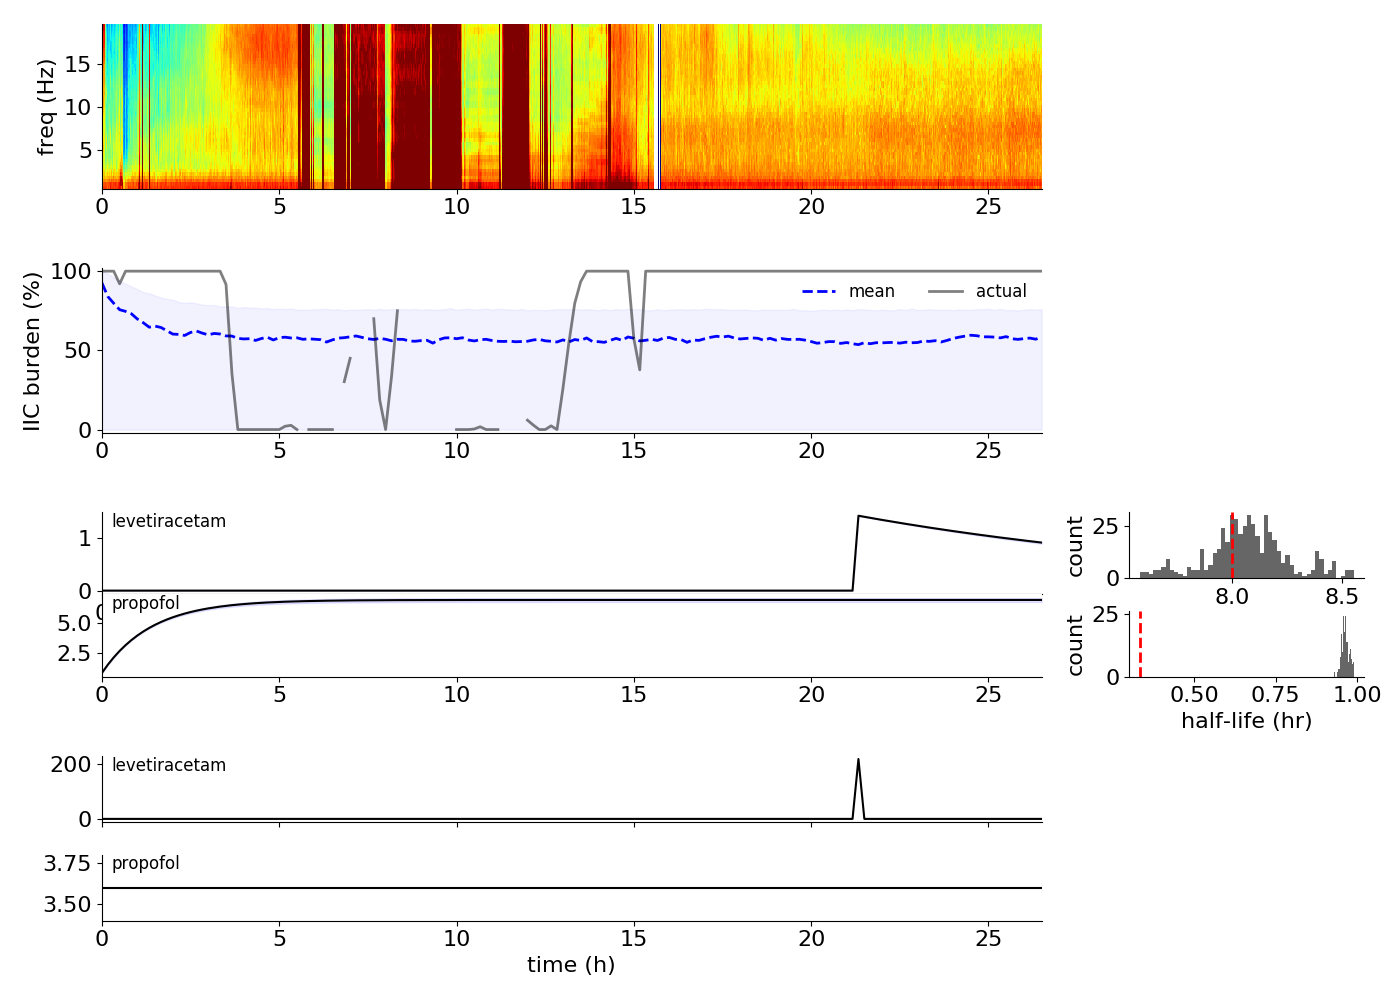 freq (Hz)
15
10
5
0 5 10 15 20 25
IIC burden (%)
100
50
0
mean actual
0 5 10 15 20 25
levetiracetam
1
0
0
propofol
5.0
2.5
0 5 10 15 20 25
count
25
0
8.0 8.5
count
25
0
0.50 0.75 1.00
half-life (hr)
levetiracetam
200
0
propofol
3.75
3.50
0 5 10 15 20 25
time (h)